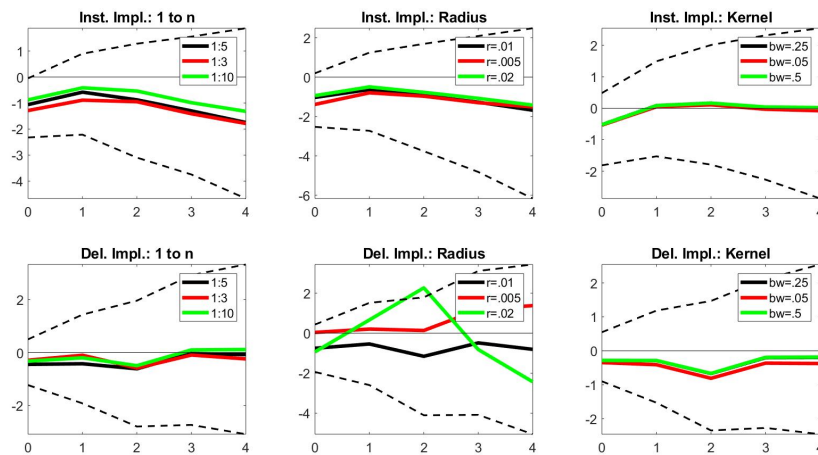 Inst. Impl.: 1 to n
1
0
-1
-2
-3
-4
0 1 2 3 4
1:5
1:3
1:10
Inst. Impl.: Radius
2
0
-2
-4
-6
0 1 2 3 4
r=.01
r=.005
r=.02
Inst. Impl.: Kernel
2
1
0
-1
-2
0 1 2 3 4
bw=.25
bw=.05
bw=.5
Del. Impl.: 1 to n
2
0
-2
0 1 2 3 4
1:5
1:3
1:10
Del. Impl.: Radius
4
2
0
-2
-4
0 1 2 3 4
r=.01
r=.005
r=.02
Del. Impl.: Kernel
2
1
0
-1
-2
0 1 2 3 4
bw=.25
bw=.05
bw=.5